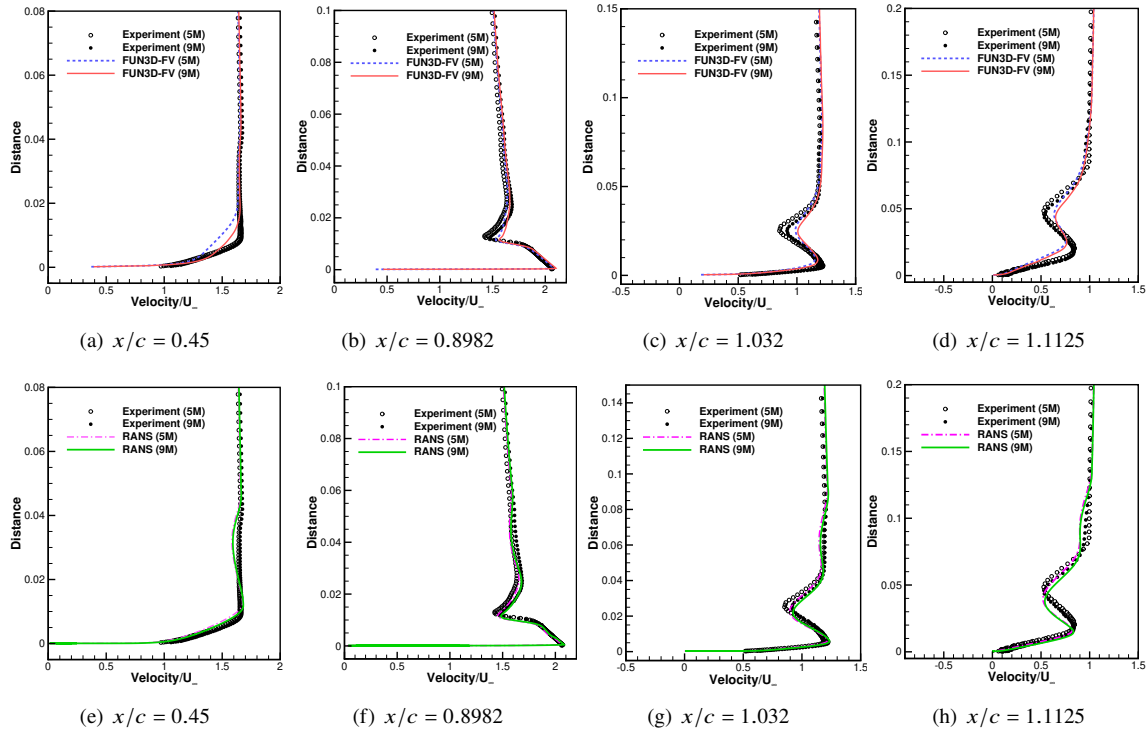 0.08
0.06
0.04
0.02
0
Distance
Experiment (5M)
Experiment (9M)
FUN3D-FV (5M)
FUN3D-FV (9M)
0 0.5 1 1.5 2
Velocity/U_
(a) x/c = 0.45
0.1
0.08
0.06
0.04
0.02
0
Distance
Experiment (5M)
Experiment (9M)
FUN3D-FV (5M)
FUN3D-FV (9M)
0 0.5 1 1.5 2
Velocity/U_
(b) x/c = 0.8982
0.15
0.1
0.05
0
Distance
Experiment (5M)
Experiment (9M)
FUN3D-FV (5M)
FUN3D-FV (9M)
-0.5 0 0.5 1 1.5
Velocity/U_
(c) x/c = 1.032
0.2
0.15
0.1
0.05
0
Distance
Experiment (5M)
Experiment (9M)
FUN3D-FV (5M)
FUN3D-FV (9M)
-0.5 0 0.5 1 1.5
Velocity/U_
(d) x/c = 1.1125
0.08
0.06
0.04
0.02
0
Distance
Experiment (5M)
Experiment (9M)
RANS (5M)
RANS (9M)
0 0.5 1 1.5 2
Velocity/U_
(e) x/c = 0.45
0.1
0.08
0.06
0.04
0.02
0
Distance
Experiment (5M)
Experiment (9M)
RANS (5M)
RANS (9M)
0 0.5 1 1.5 2
Velocity/U_
(f) x/c = 0.8982
0.14
0.12
0.1
0.08
0.06
0.04
0.02
0
Distance
Experiment (5M)
Experiment (9M)
RANS (5M)
RANS (9M)
-0.5 0 0.5 1 1.5
Velocity/U_
(g) x/c = 1.032
0.2
0.15
0.1
0.05
0
Distance
Experiment (5M)
Experiment (9M)
RANS (5M)
RANS (9M)
-0.5 0 0.5 1 1.5
Velocity/U_
(h) x/c = 1.1125